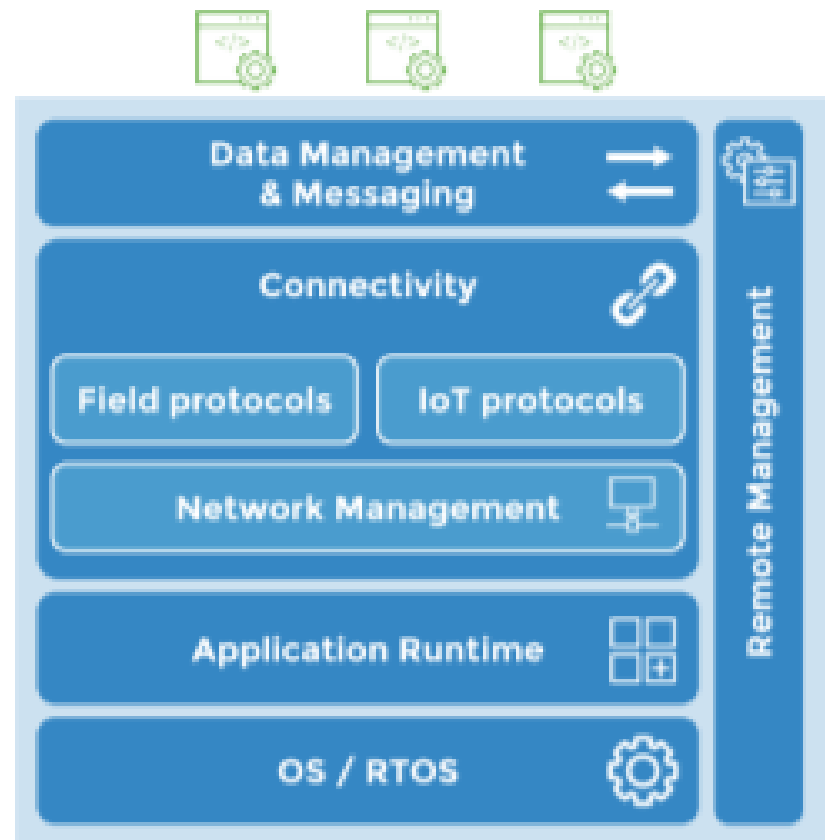 </>
</>
</>
Data Management
& Messaging
Connectivity
Field protocols
IoT protocols
Network Management
Application Runtime
OS / RTOS
Remote Management